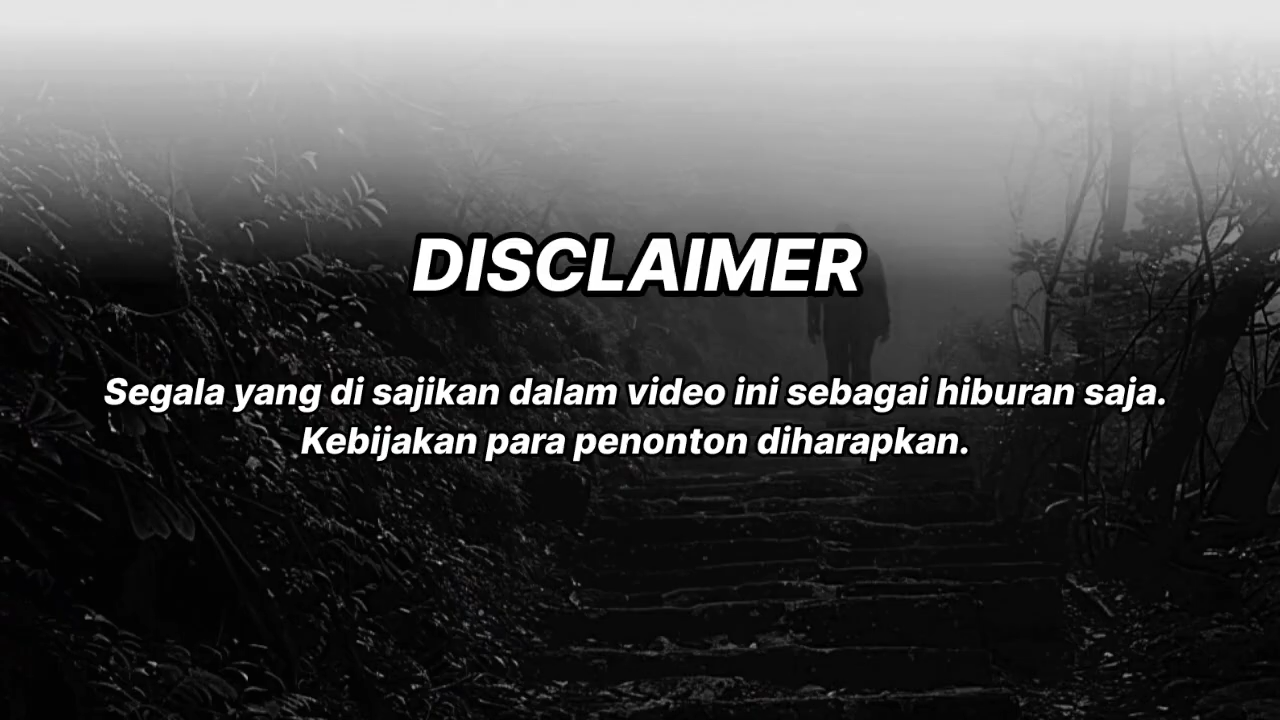 DISCLAIMER
Segala yang di sajikan dalam video ini sebagai hiburan saja.
Kebijakan para penonton diharapkan.